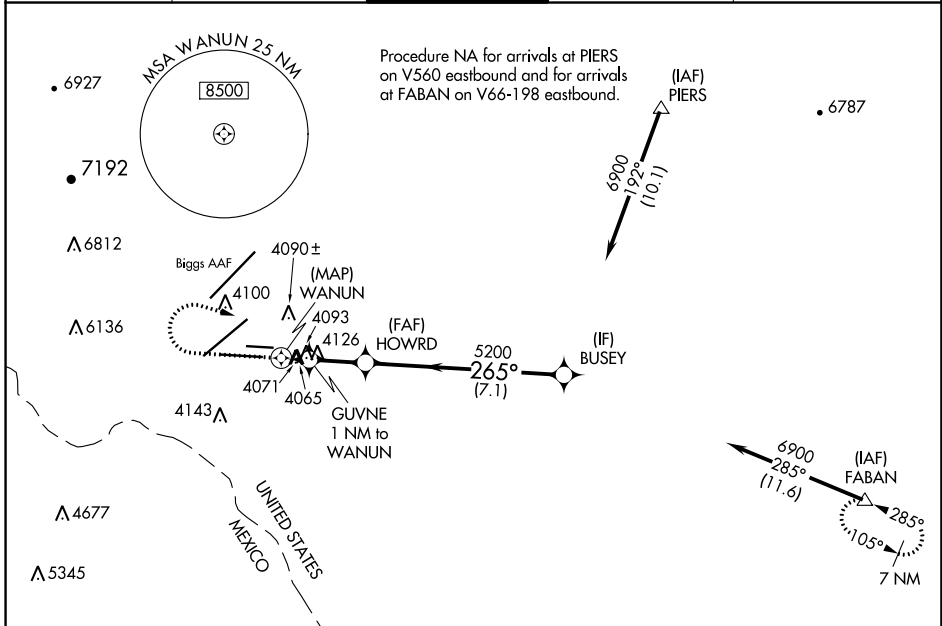 MSA WANUN 25 NM
8500
Procedure NA for arrivals at PIERS
on V560 eastbound and for arrivals
at FABAN on V66-198 eastbound.
(IAF)
PIERS
6927
6787
7192
6900
192°
(10.1)
6812
4090±
Biggs AAF
(MAP)
WANUN
4100
4093
6136
4126
(FAF)
HOWRD
(IF)
BUSEY
5200
265°
(7.1)
4071
4065
GUVNE
1 NM to
WANUN
4143
6900
285°
(11.6)
(IAF)
FABAN
285°
105°
7 NM
UNITED STATES
MEXICO
4677
5345